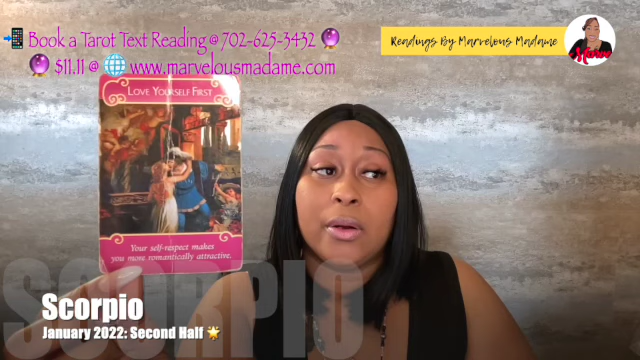 📲 Book a Tarot Text Reading @ 702-625-3432 🔮
🔮 $11.11 @ 🌐 www.marvelousmadame.com
Readings By Marvelous Madame
LOVE YOURSELF FIRST
Your self-respect makes
you more romantically attractive.
SCORPIO
Scorpio
January 2022: Second Half 🌟